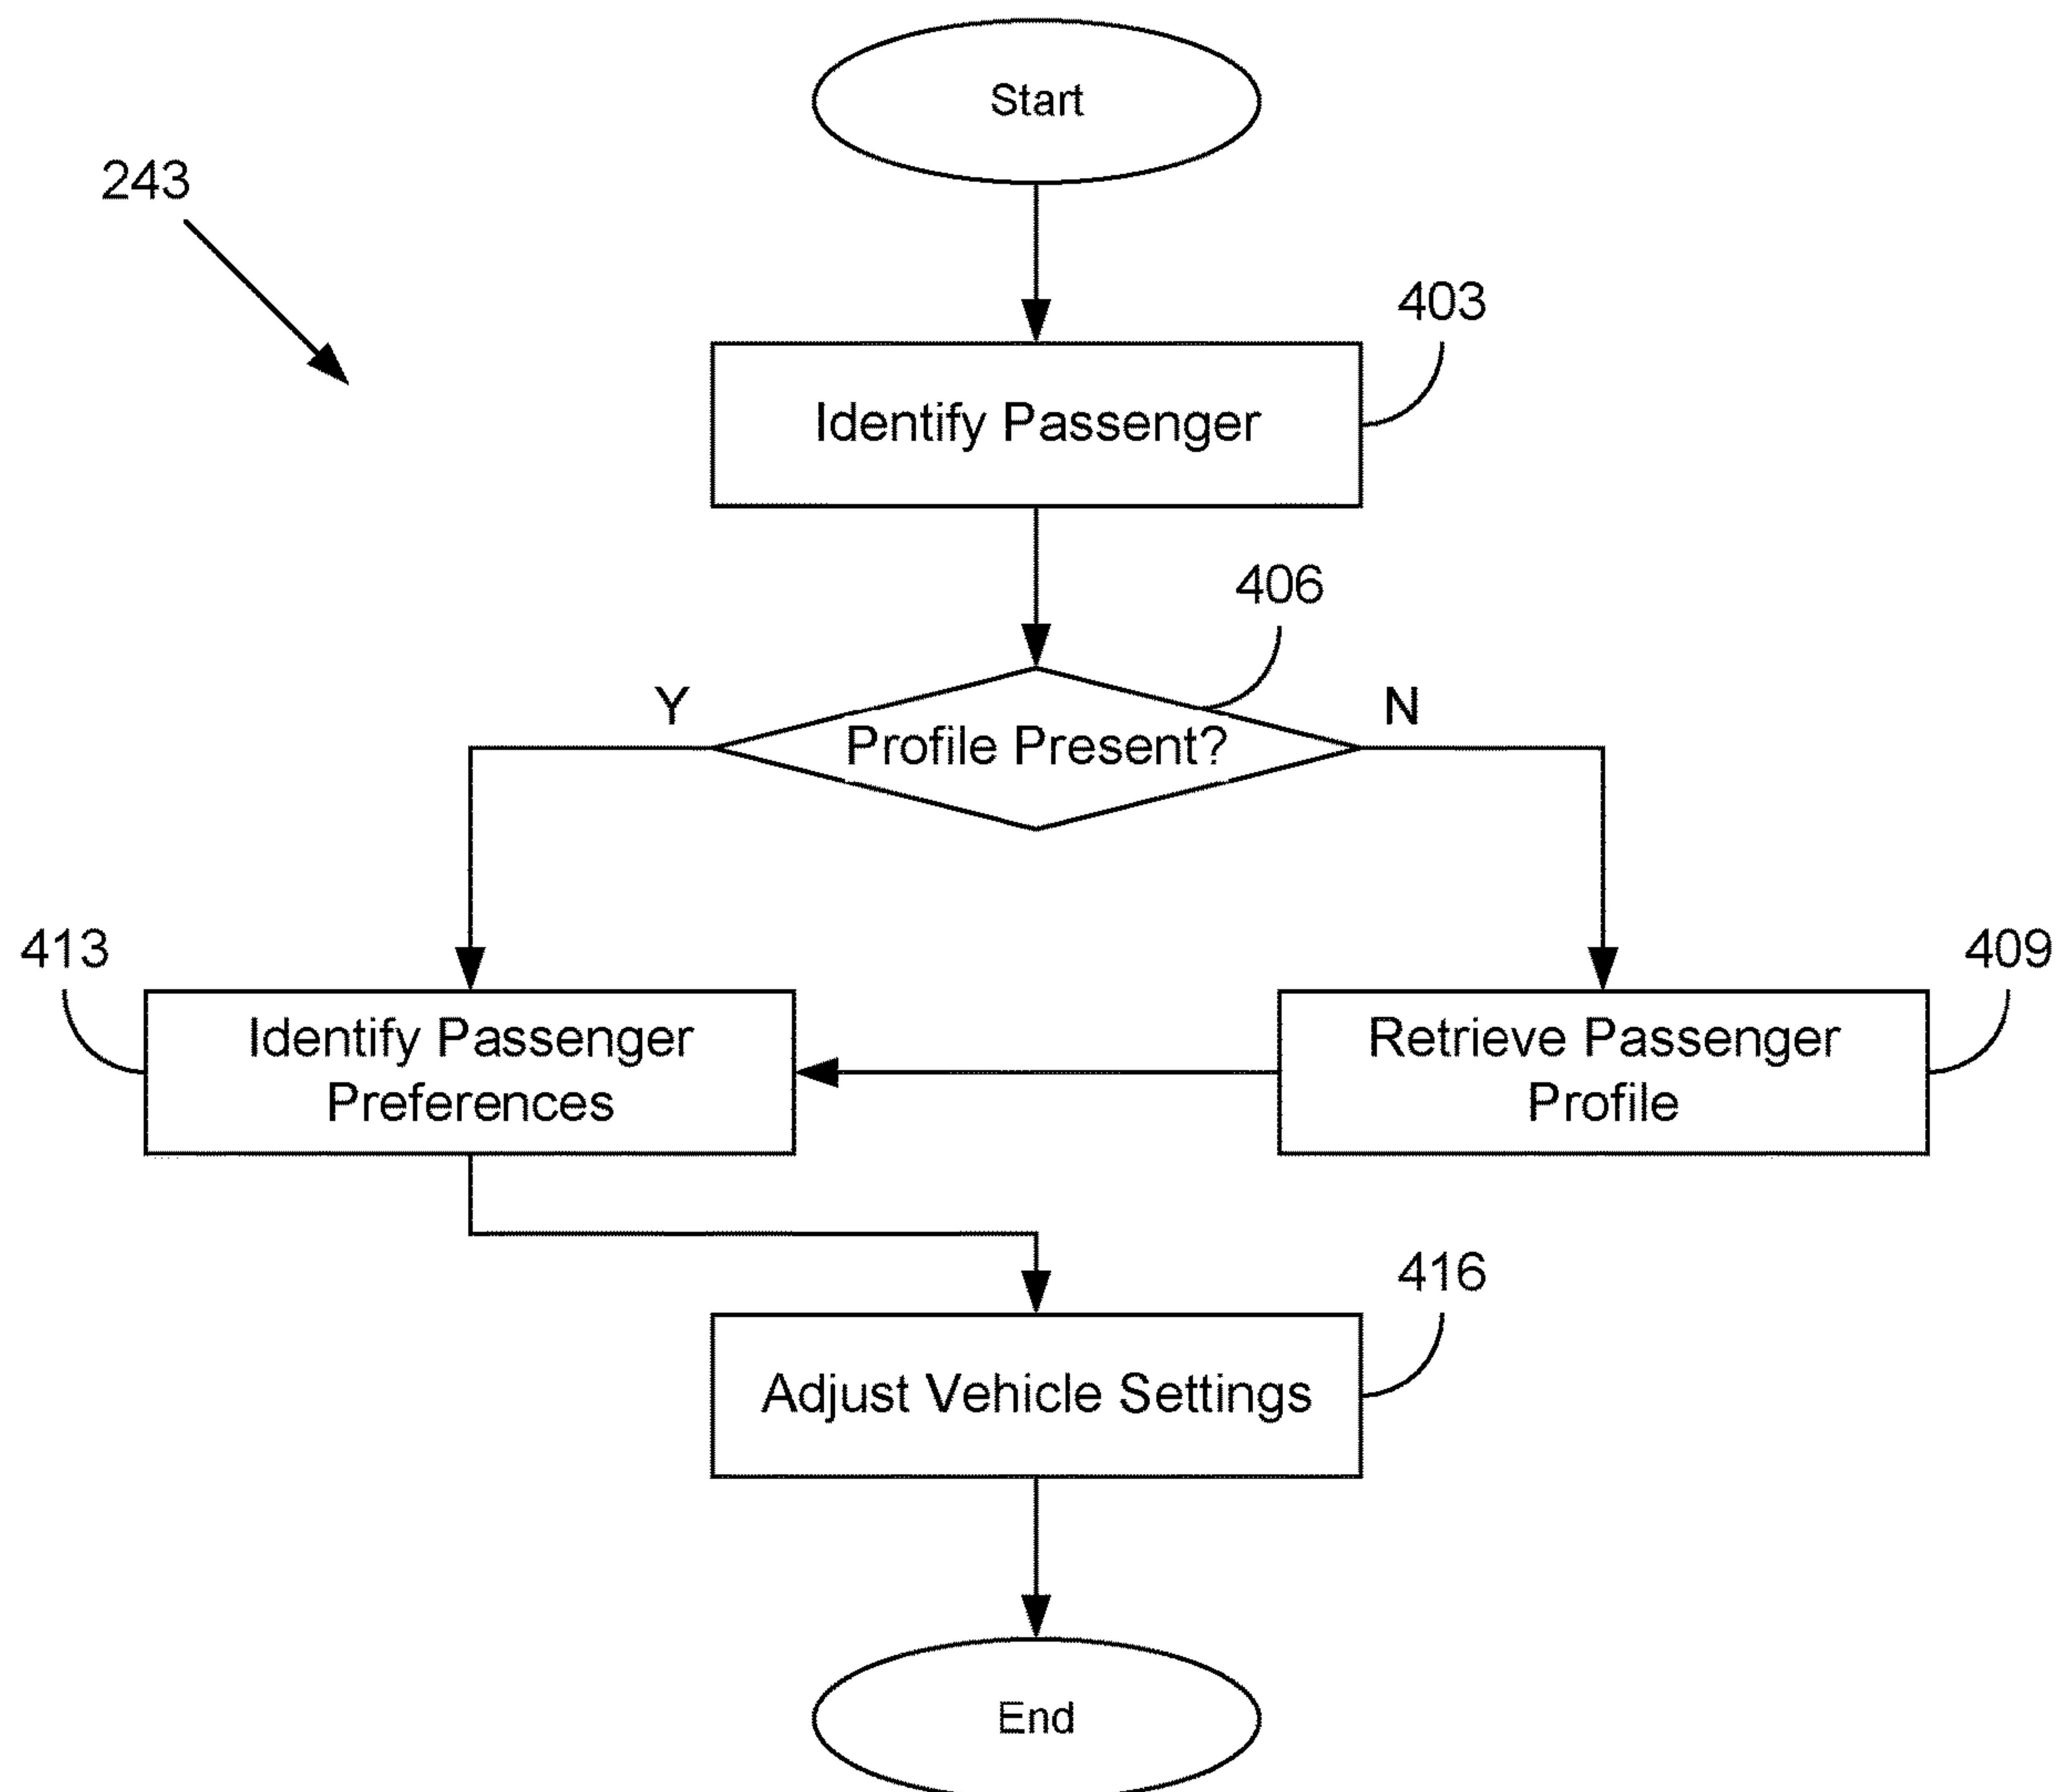 Start
243
403
Identify Passenger
406
Y
N
Profile Present?
413
409
Identify Passenger
Preferences
Retrieve Passenger
Profile
416
Adjust Vehicle Settings
End